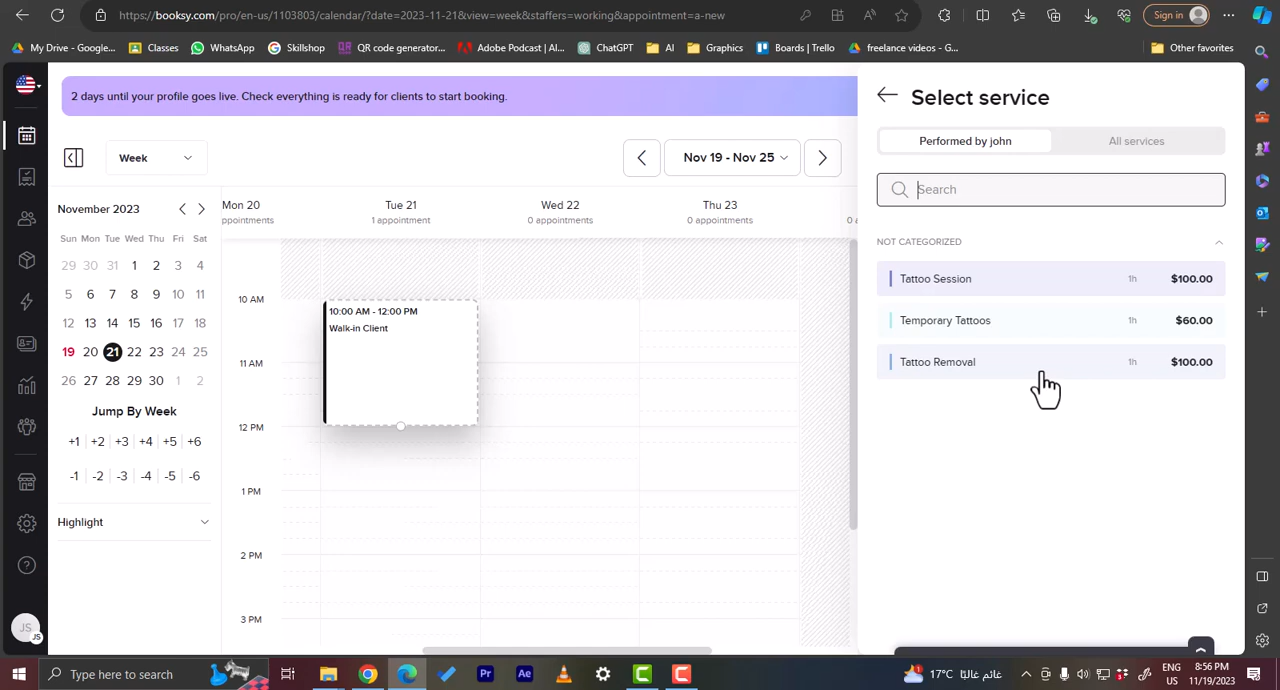 https://booksy.com/pro/en-us/1103803/calendar/?date=2023-11-21&view=week&staffers=working&appointment=a-new
Sign in
My Drive - Google...
Classes
WhatsApp
Skillshop
QR code generator...
Adobe Podcast | AI...
ChatGPT
AI
Graphics
Boards | Trello
freelance videos - G...
Other favorites
2 days until your profile goes live. Check everything is ready for clients to start booking.
Select service
Performed by john
All services
Week
Nov 19 - Nov 25
Search
November 2023
Mon 20
Tue 21
Wed 22
Thu 23
ppointments
1 appointment
0 appointments
0 appointments
0 a
Sun Mon Tue Wed Thu Fri Sat
29 30 31 1 2 3 4
5 6 7 8 9 10 11
12 13 14 15 16 17 18
19 20 21 22 23 24 25
26 27 28 29 30 1 2
Jump By Week
+1 +2 +3 +4 +5 +6
-1 -2 -3 -4 -5 -6
Highlight
10 AM
11 AM
12 PM
1 PM
2 PM
3 PM
10:00 AM - 12:00 PM
Walk-in Client
NOT CATEGORIZED
Tattoo Session 1h $100.00
Temporary Tattoos 1h $60.00
Tattoo Removal 1h $100.00
JS
JS
Type here to search
Pr
Ae
17°C غائم غالبًا
ENG
US
8:56 PM
11/19/2023